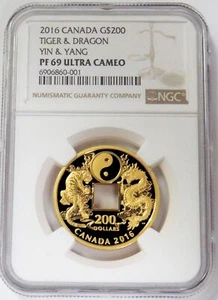 2016 CANADA G$200
TIGER & DRAGON
YIN & YANG
PF 69 ULTRA CAMEO
6906860-001
NUMISMATIC GUARANTY COMPANY
NGC
200
DOLLARS
CANADA 2016